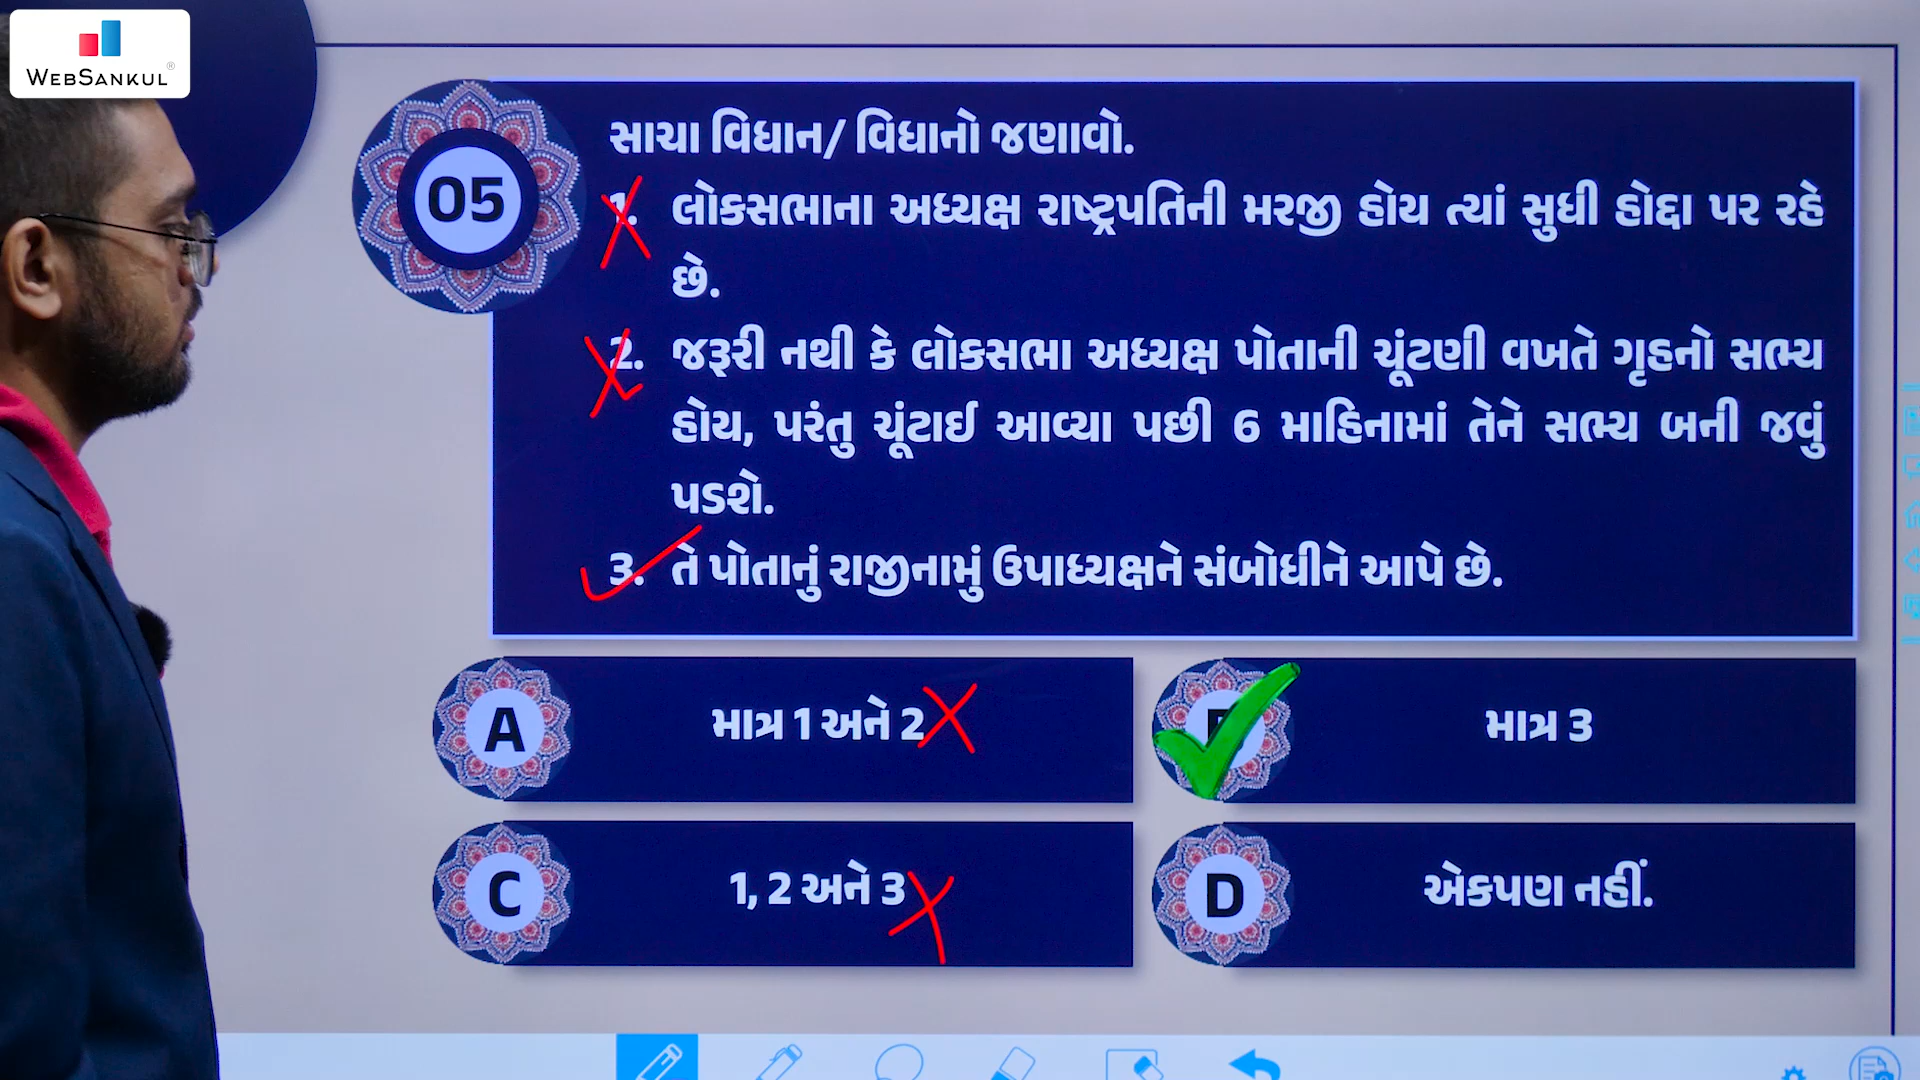 WEBSANKUL
05
સાચા વિધાન/ વિધાનો જણાવો.
1. લોકસભાના અધ્યક્ષ રાષ્ટ્રપતિની મરજી હોય ત્યાં સુધી હોદ્દા પર રહે
છે.
2. જરૂરી નથી કે લોકસભા અધ્યક્ષ પોતાની ચૂંટણી વખતે ગૃહનો સભ્ય
હોય, પરંતુ ચૂંટાઈ આવ્યા પછી 6 માહિનામાં તેને સભ્ય બની જવું
પડશે.
3. તે પોતાનું રાજીનામું ઉપાધ્યક્ષને સંબોધીને આપે છે.
A માત્ર 1 અને 2
માત્ર 3
C 1, 2 અને 3
D એકપણ નહીં.